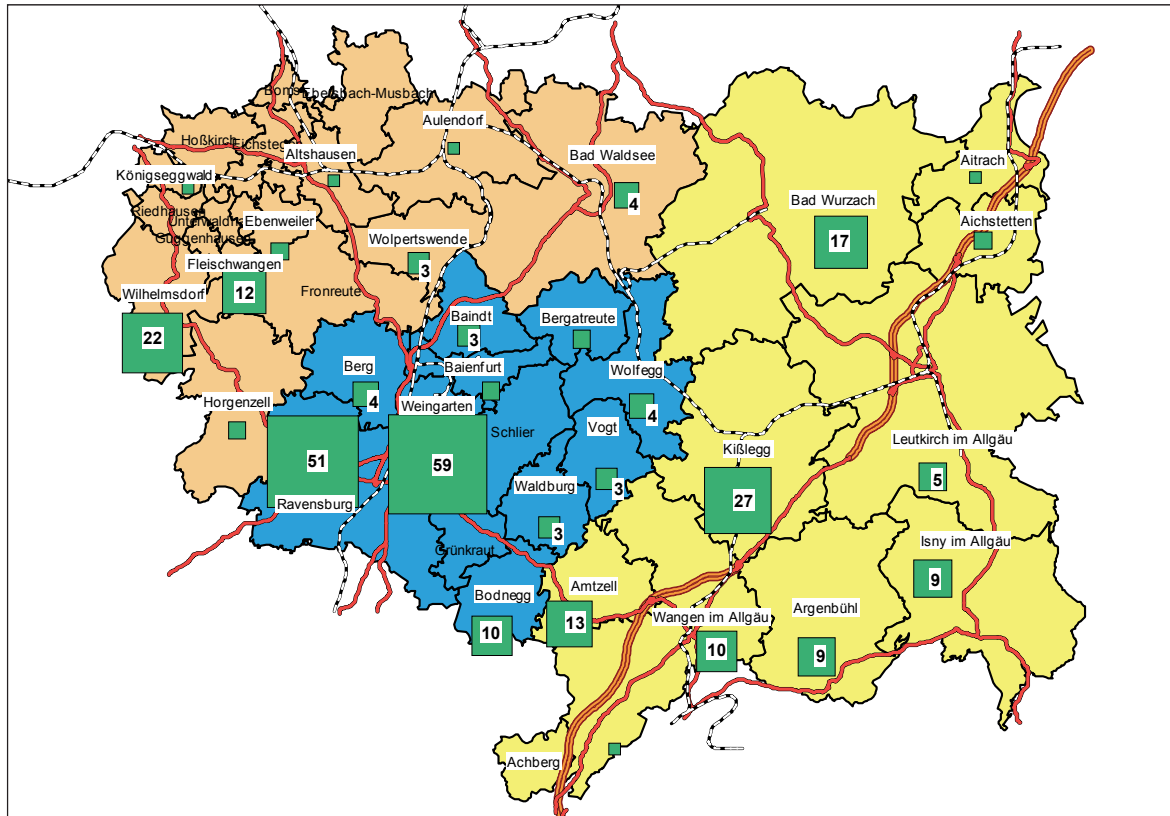 Boms
Ebersbach-Musbach
Aulendorf
Hoßkirch
Eichsteg
Altshausen
Bad Waldsee
Aitrach
Königseggwald
4
Bad Wurzach
Riedhausen
Unterwaldha
Ebenweiler
Aichstetten
Guggenhausen
Wolpertswende
17
Fleischwangen
3
Wilhelmsdorf
12
Fronreute
22
Baindt
Bergatreute
3
Berg
Baienfurt
Wolfegg
4
Horgenzell
Weingarten
4
Schlier
Vogt
Leutkirch im Allgäu
51
59
Kißlegg
Waldburg
5
3
27
Ravensburg
3
Isny im Allgäu
Grünkraut
9
Bodnegg
Amtzell
Argenbühl
10
13
Wangen im Allgäu
10
9
Achberg